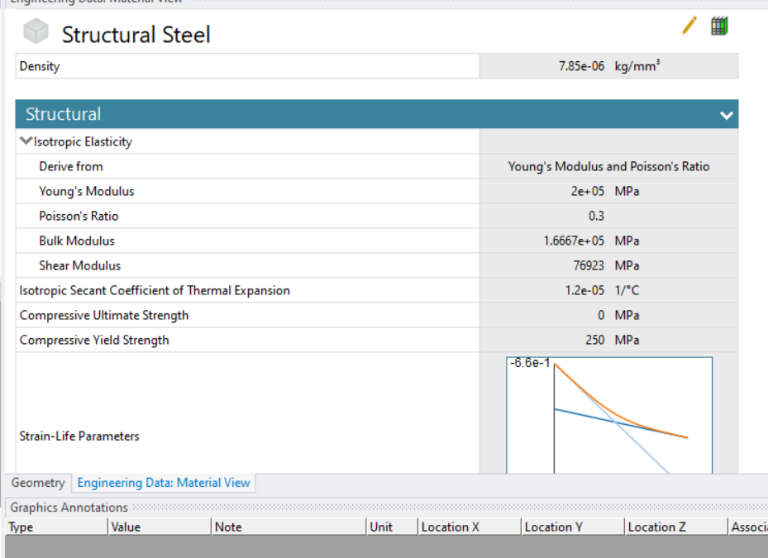 Engineering Data: Material View
Structural Steel
Density 7.85e-06 kg/mm³
Structural
Isotropic Elasticity
Derive from Young's Modulus and Poisson's Ratio
Young's Modulus 2e+05 MPa
Poisson's Ratio 0.3
Bulk Modulus 1.6667e+05 MPa
Shear Modulus 76923 MPa
Isotropic Secant Coefficient of Thermal Expansion 1.2e-05 1/°C
Compressive Ultimate Strength 0 MPa
Compressive Yield Strength 250 MPa
-6.6e-1
Strain-Life Parameters
Geometry Engineering Data: Material View
Graphics Annotations
Type Value Note Unit Location X Location Y Location Z Associ